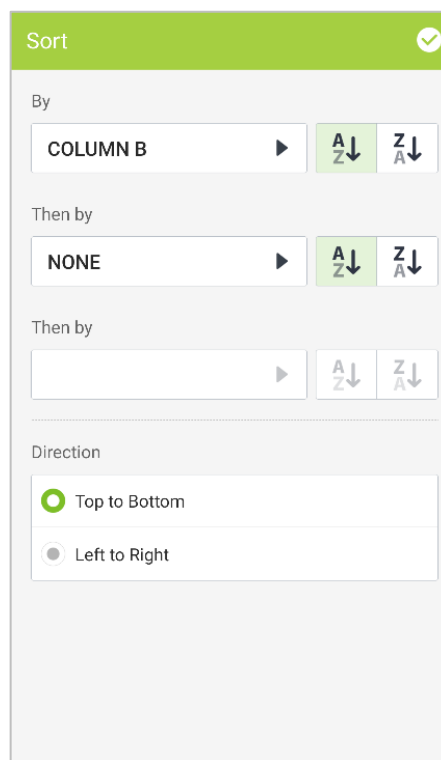 Sort
By
COLUMN B
A
Z
Z
A
Then by
NONE
A
Z
Z
A
Then by
A
Z
Z
A
Direction
Top to Bottom
Left to Right